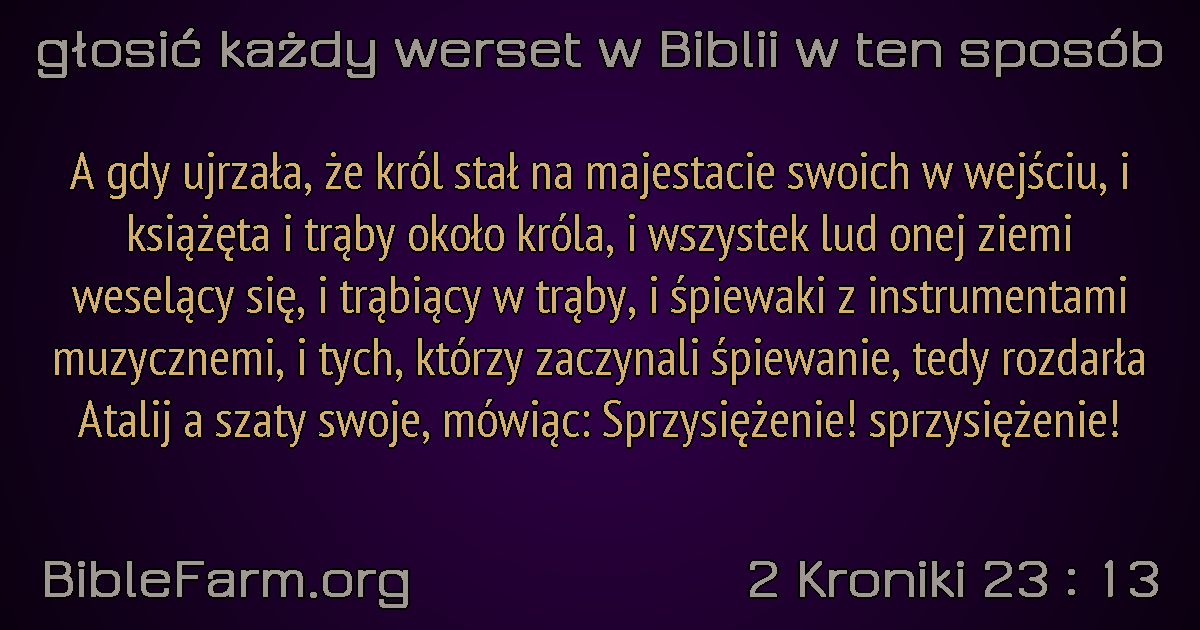 głosić każdy werset w Biblii w ten sposób
A gdy ujrzała, że król stał na majestacie swoich w wejściu, i
książęta i trąby około króla, i wszystek lud onej ziemi
weselący się, i trąbiący w trąby, i śpiewaki z instrumentami
muzycznemi, i tych, którzy zaczynali śpiewanie, tedy rozdarła
Atalij a szaty swoje, mówiąc: Sprzysiężenie! sprzysiężenie!
BibleFarm.org
2 Kroniki 23 : 13